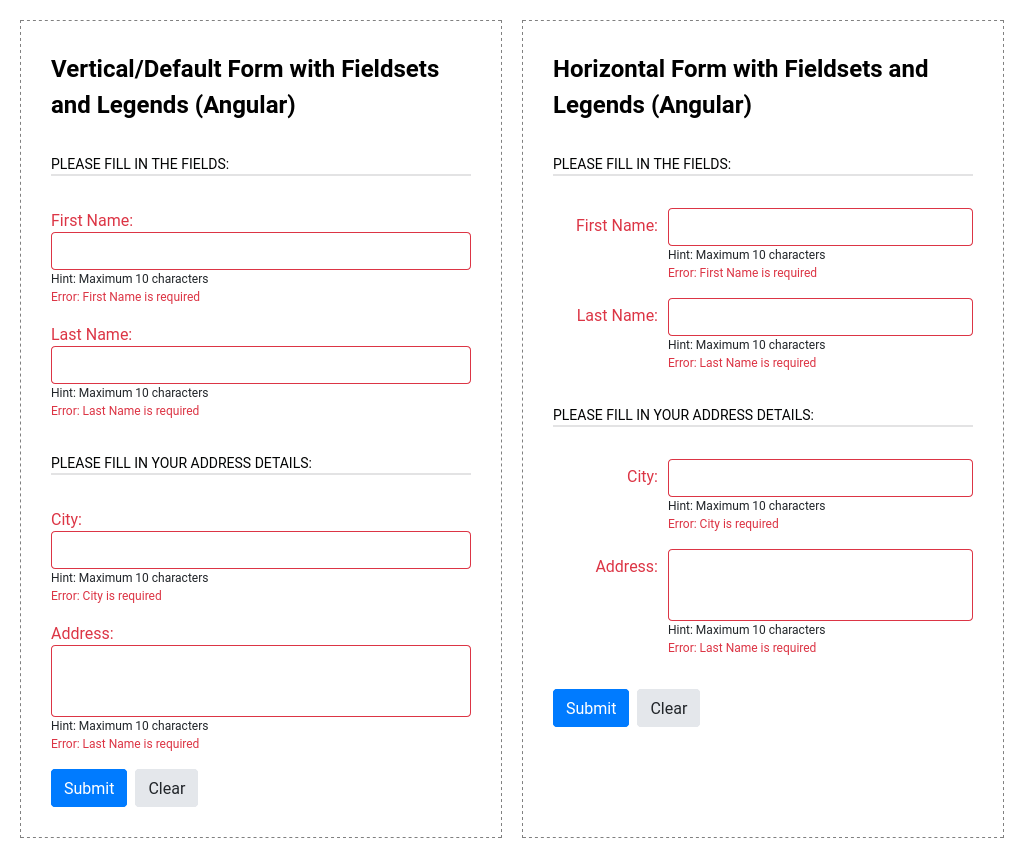 Vertical/Default Form with Fieldsets
and Legends (Angular)
PLEASE FILL IN THE FIELDS:
First Name:
Hint: Maximum 10 characters
Error: First Name is required
Last Name:
Hint: Maximum 10 characters
Error: Last Name is required
PLEASE FILL IN YOUR ADDRESS DETAILS:
City:
Hint: Maximum 10 characters
Error: City is required
Address:
Hint: Maximum 10 characters
Error: Last Name is required
Submit Clear
Horizontal Form with Fieldsets and
Legends (Angular)
PLEASE FILL IN THE FIELDS:
First Name:
Hint: Maximum 10 characters
Error: First Name is required
Last Name:
Hint: Maximum 10 characters
Error: Last Name is required
PLEASE FILL IN YOUR ADDRESS DETAILS:
City:
Hint: Maximum 10 characters
Error: City is required
Address:
Hint: Maximum 10 characters
Error: Last Name is required
Submit Clear